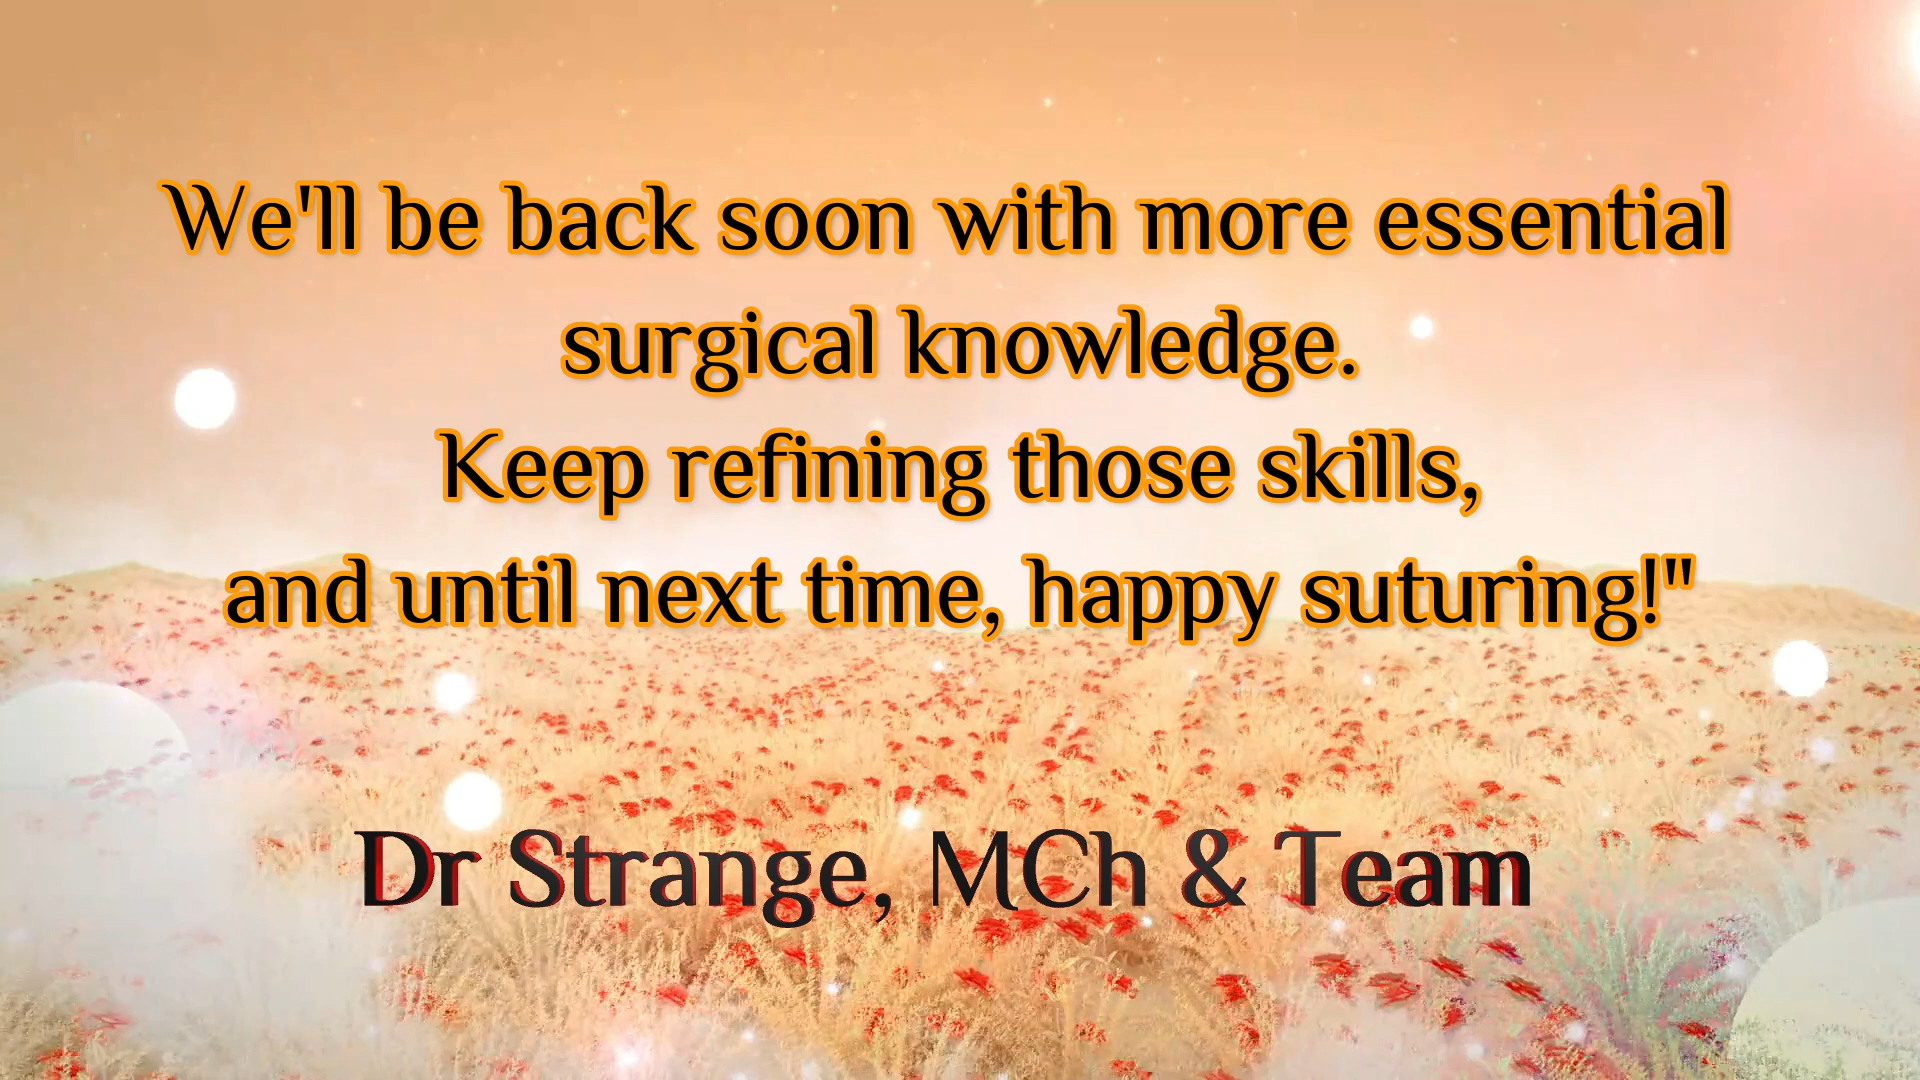 We'll be back soon with more essential
surgical knowledge.
Keep refining those skills,
and until next time, happy suturing!"
Dr Strange, MCh & Team